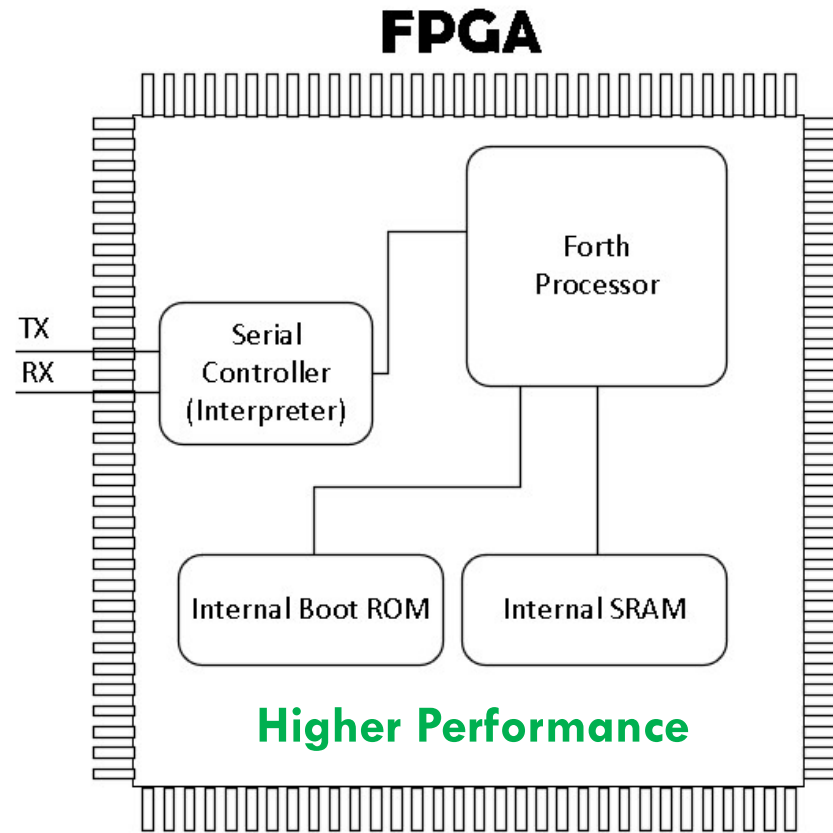 FPGA
Forth
Processor
TX
RX
Serial
Controller
(Interpreter)
Internal Boot ROM
Internal SRAM
Higher Performance